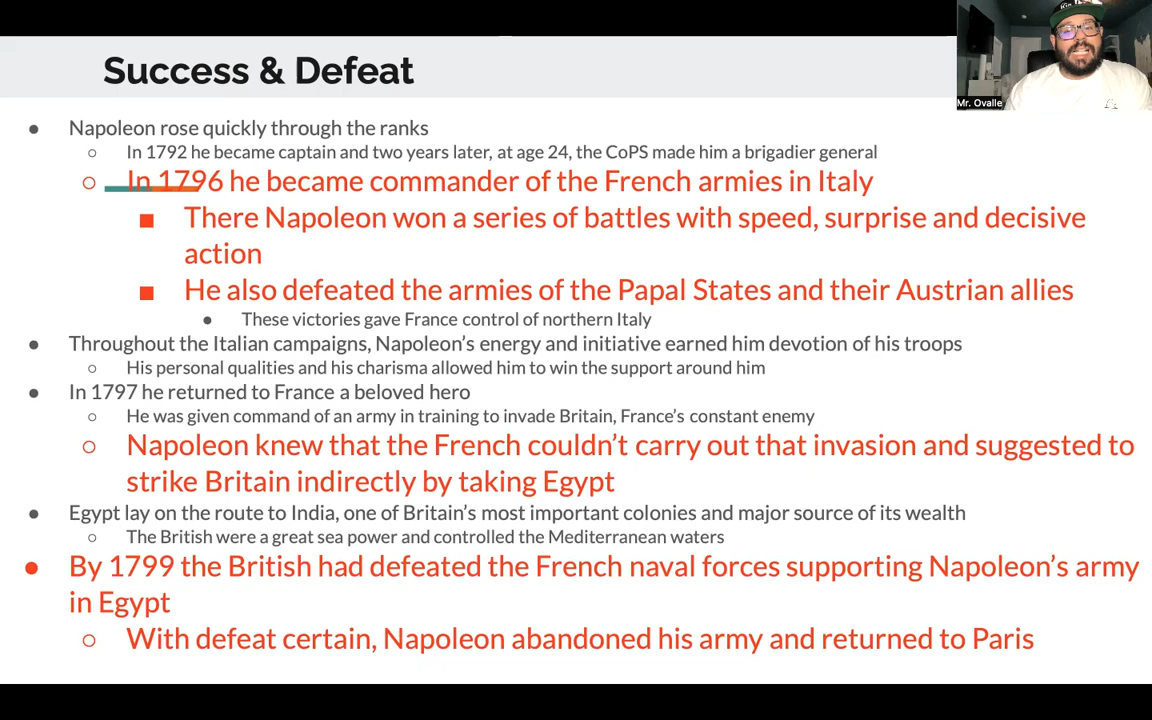 Success & Defeat
Mr. Ovalle
● Napoleon rose quickly through the ranks
○ In 1792 he became captain and two years later, at age 24, the CoPS made him a brigadier general
○ In 1796 he became commander of the French armies in Italy
■ There Napoleon won a series of battles with speed, surprise and decisive
action
■ He also defeated the armies of the Papal States and their Austrian allies
● These victories gave France control of northern Italy
● Throughout the Italian campaigns, Napoleon's energy and initiative earned him devotion of his troops
○ His personal qualities and his charisma allowed him to win the support around him
● In 1797 he returned to France a beloved hero
○ He was given command of an army in training to invade Britain, France's constant enemy
○ Napoleon knew that the French couldn't carry out that invasion and suggested to
strike Britain indirectly by taking Egypt
● Egypt lay on the route to India, one of Britain's most important colonies and major source of its wealth
○ The British were a great sea power and controlled the Mediterranean waters
● By 1799 the British had defeated the French naval forces supporting Napoleon's army
in Egypt
○ With defeat certain, Napoleon abandoned his army and returned to Paris